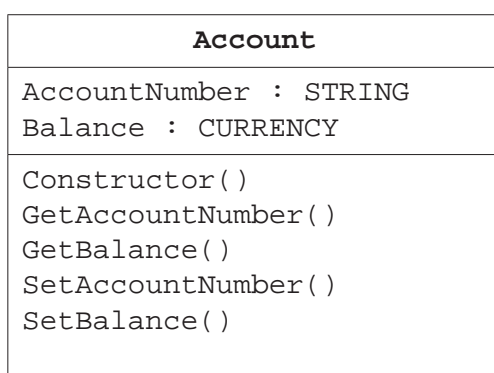 Account
AccountNumber : STRING
Balance : CURRENCY
Constructor()
GetAccountNumber()
GetBalance()
SetAccountNumber()
SetBalance()